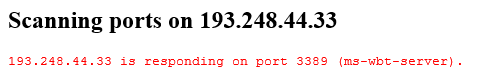 Scanning ports on 193.248.44.33
193.248.44.33 is responding on port 3389 (ms-wbt-server).